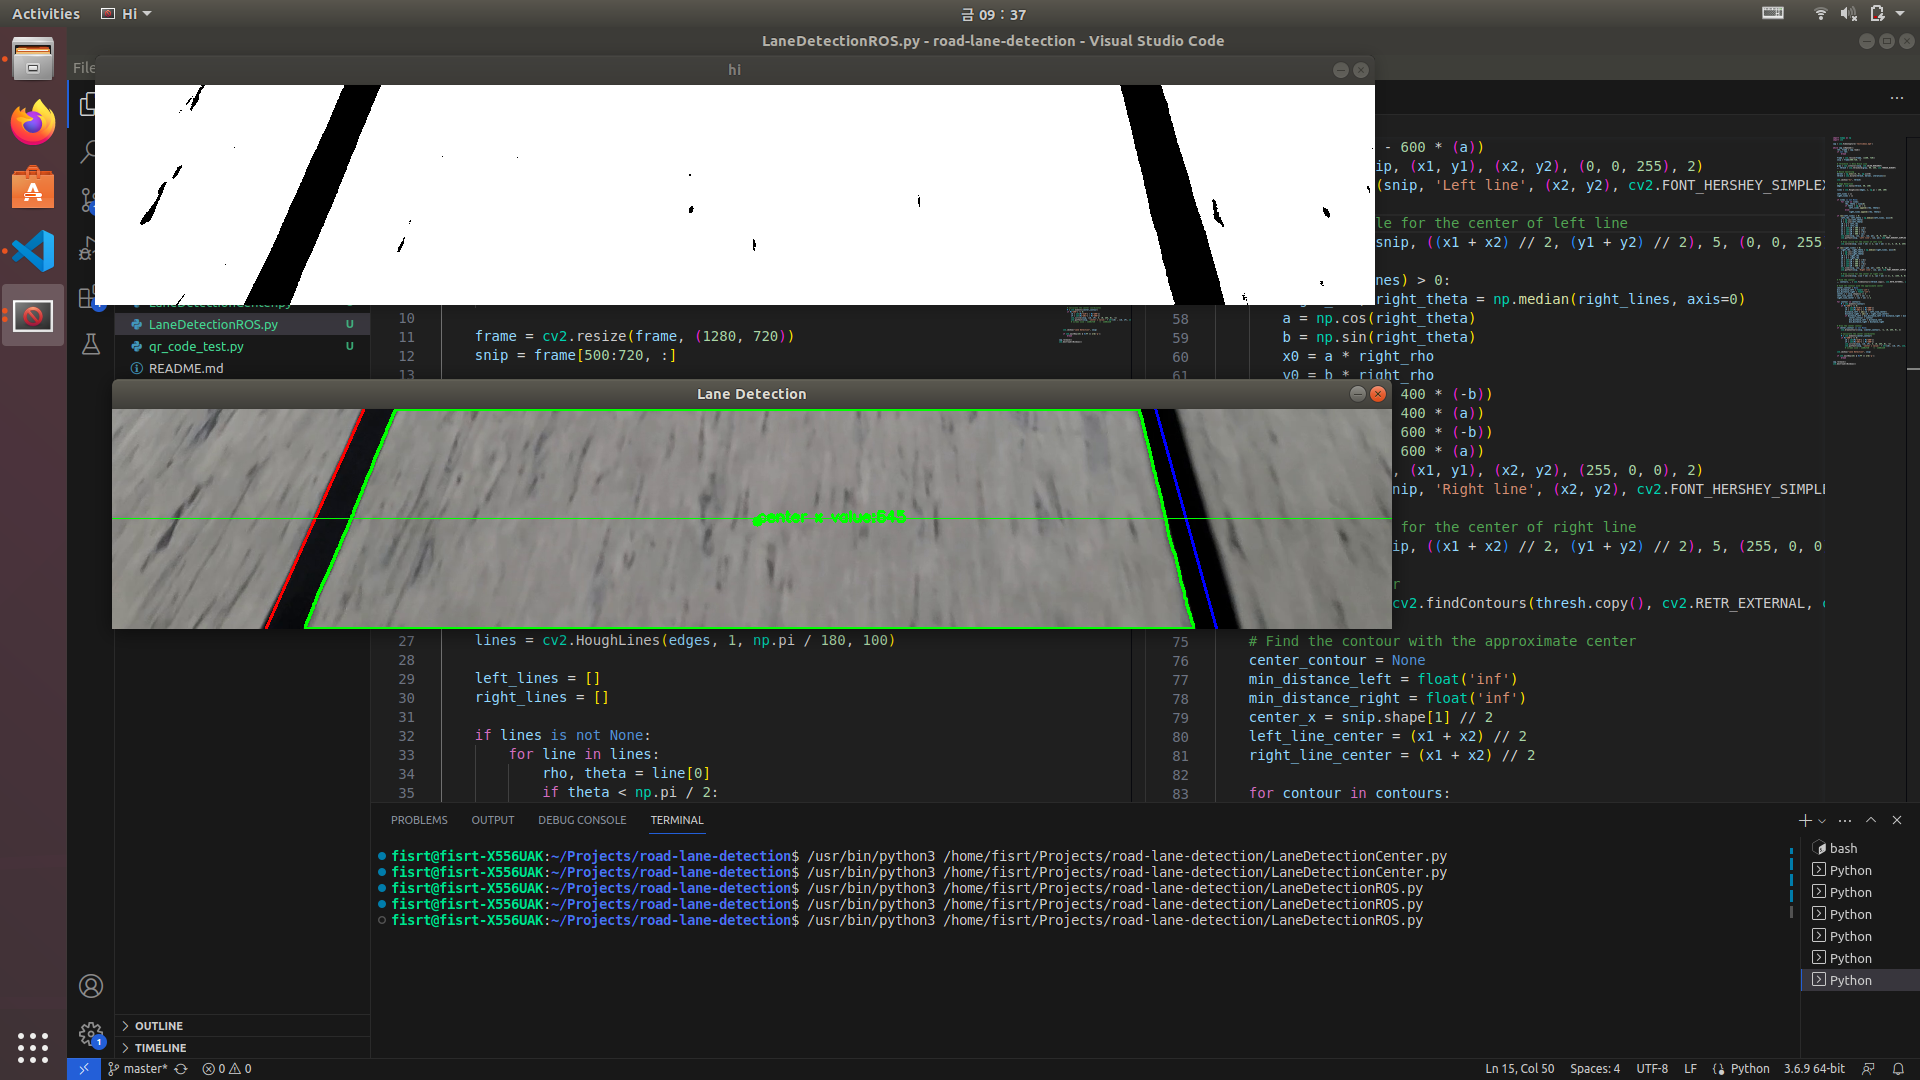 Activities
Hi
금 09 : 37
LaneDetectionROS.py - road-lane-detection - Visual Studio Code
File
hi
- 600 * (a))
ip, (x1, y1), (x2, y2), (0, 0, 255), 2)
(snip, 'Left line', (x2, y2), cv2.FONT_HERSHEY_SIMPLEX
le for the center of left line
snip, ((x1 + x2) // 2, (y1 + y2) // 2), 5, (0, 0, 255
nes) > 0:
right_theta = np.median(right_lines, axis=0)
LaneDetectionROS.py U
qr_code_test.py U
README.md
10
11 frame = cv2.resize(frame, (1280, 720))
12 snip = frame[500:720, :]
13
58 a = np.cos(right_theta)
59 b = np.sin(right_theta)
60 x0 = a * right_rho
61 y0 = b * right_rho
Lane Detection
400 * (-b))
400 * (a))
600 * (-b))
600 * (a))
, (x1, y1), (x2, y2), (255, 0, 0), 2)
nip, 'Right line', (x2, y2), cv2.FONT_HERSHEY_SIMPLE
for the center of right line
ip, ((x1 + x2) // 2, (y1 + y2) // 2), 5, (255, 0, 0
r
cv2.findContours(thresh.copy(), cv2.RETR_EXTERNAL, c
center x value:645
27 lines = cv2.HoughLines(edges, 1, np.pi / 180, 100)
28
29 left_lines = []
30 right_lines = []
31
32 if lines is not None:
33 for line in lines:
34 rho, theta = line[0]
35 if theta < np.pi / 2:
75 # Find the contour with the approximate center
76 center_contour = None
77 min_distance_left = float('inf')
78 min_distance_right = float('inf')
79 center_x = snip.shape[1] // 2
80 left_line_center = (x1 + x2) // 2
81 right_line_center = (x1 + x2) // 2
82
83 for contour in contours:
PROBLEMS OUTPUT DEBUG CONSOLE TERMINAL
fisrt@fisrt-X556UAK:~/Projects/road-lane-detection$ /usr/bin/python3 /home/fisrt/Projects/road-lane-detection/LaneDetectionCenter.py
fisrt@fisrt-X556UAK:~/Projects/road-lane-detection$ /usr/bin/python3 /home/fisrt/Projects/road-lane-detection/LaneDetectionCenter.py
fisrt@fisrt-X556UAK:~/Projects/road-lane-detection$ /usr/bin/python3 /home/fisrt/Projects/road-lane-detection/LaneDetectionROS.py
fisrt@fisrt-X556UAK:~/Projects/road-lane-detection$ /usr/bin/python3 /home/fisrt/Projects/road-lane-detection/LaneDetectionROS.py
fisrt@fisrt-X556UAK:~/Projects/road-lane-detection$ /usr/bin/python3 /home/fisrt/Projects/road-lane-detection/LaneDetectionROS.py
bash
Python
Python
Python
Python
Python
Python
OUTLINE
TIMELINE
1
master* 0 0
Ln 15, Col 50 Spaces: 4 UTF-8 LF Python 3.6.9 64-bit